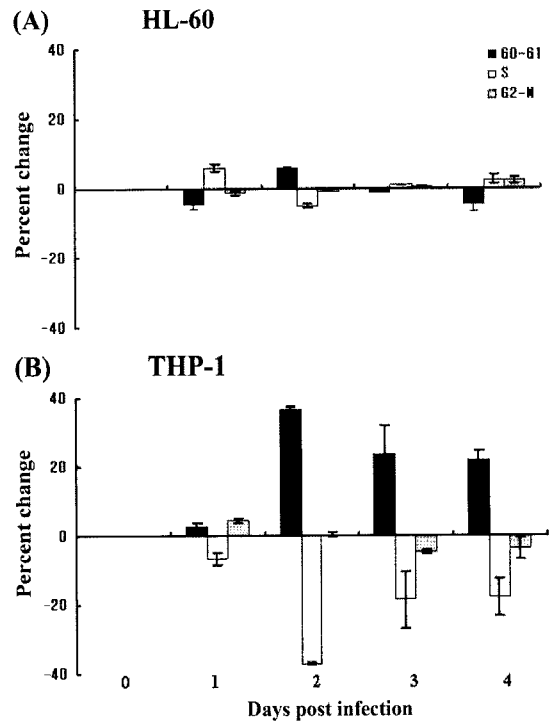 (A) HL-60
Percent change
40
20
0
-20
-40
G0~G1
S
G2-M
(B) THP-1
Percent change
40
20
0
-20
-40
0 1 2 3 4
Days post infection